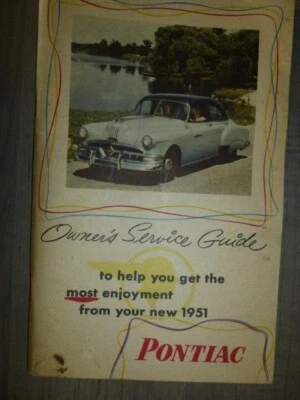 Owner's Service Guide
to help you get the
most enjoyment
from your new 1951
PONTIAC